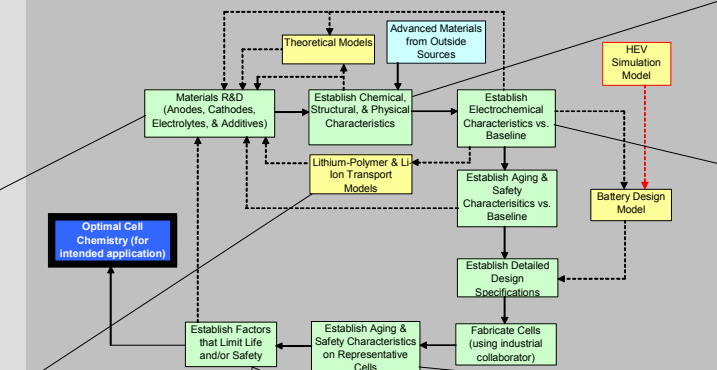 Theoretical Models
Advanced Materials
from Outside
Sources
HEV
Simulation
Model
Materials R&D
(Anodes, Cathodes,
Electrolytes, & Additives)
Establish Chemical,
Structural, & Physical
Characteristics
Establish
Electrochemical
Characteristics vs.
Baseline
Lithium-Polymer & Li-
Ion Transport
Models
Establish Aging &
Safety
Characterisitics vs.
Baseline
Battery Design
Model
Optimal Cell
Chemistry (for
intended application)
Establish Detailed
Design
Specifications
Establish Factors
that Limit Life
and/or Safety
Establish Aging &
Safety Characteristics
on Representative
Cells
Fabricate Cells
(using industrial
collaborator)